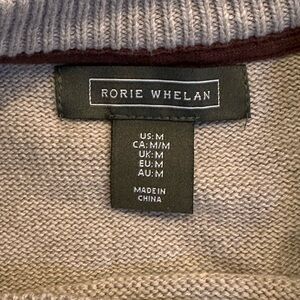 RORIE WHELAN
US: M
CA: M/M
UK: M
EU: M
AU: M
MADE IN
CHINA